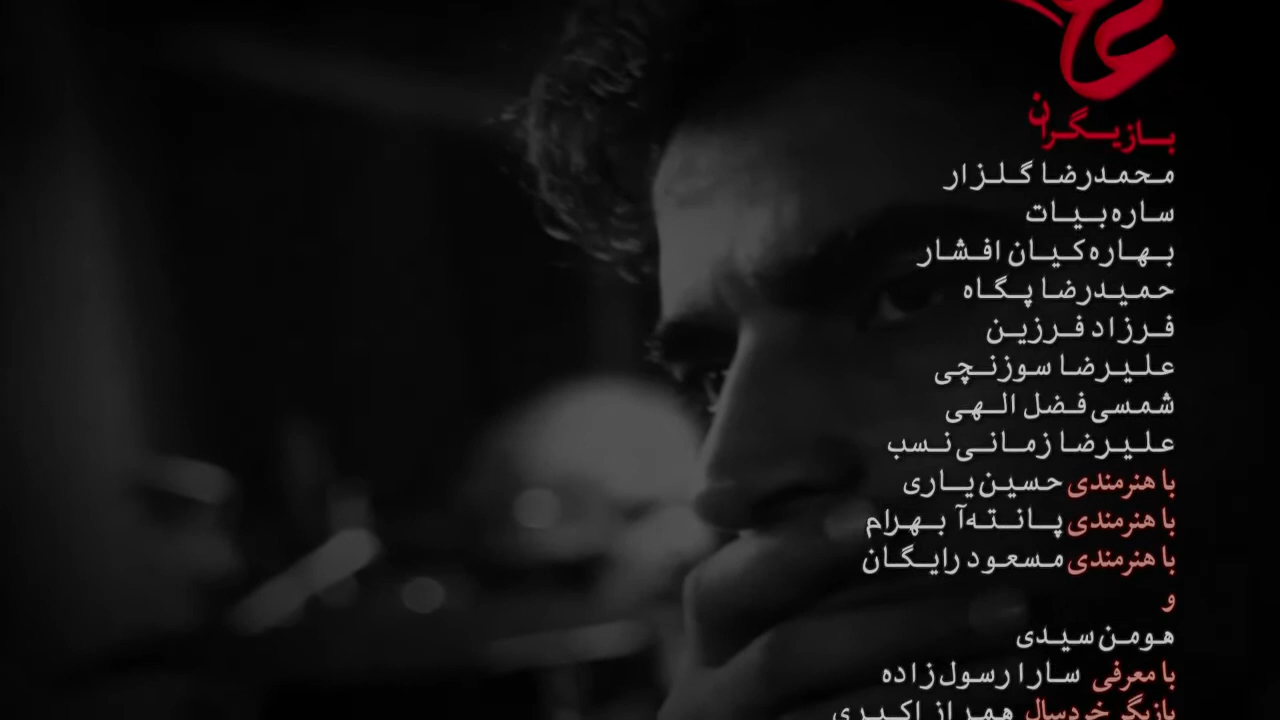 بازیگران
محمدرضا گلزار
ساره بیات
بهاره کیان افشار
حمیدرضا پگاه
فرزاد فرزین
علیرضا سوزنچی
شمسی فضل الهی
علیرضا زمانی نسب
با هنرمندی حسین یاری
با هنرمندی پانته‌آ بهرام
با هنرمندی مسعود رایگان
و
هومن سیدی
با معرفی سارا رسول زاده
بازیگر خردسال همراز اکبری